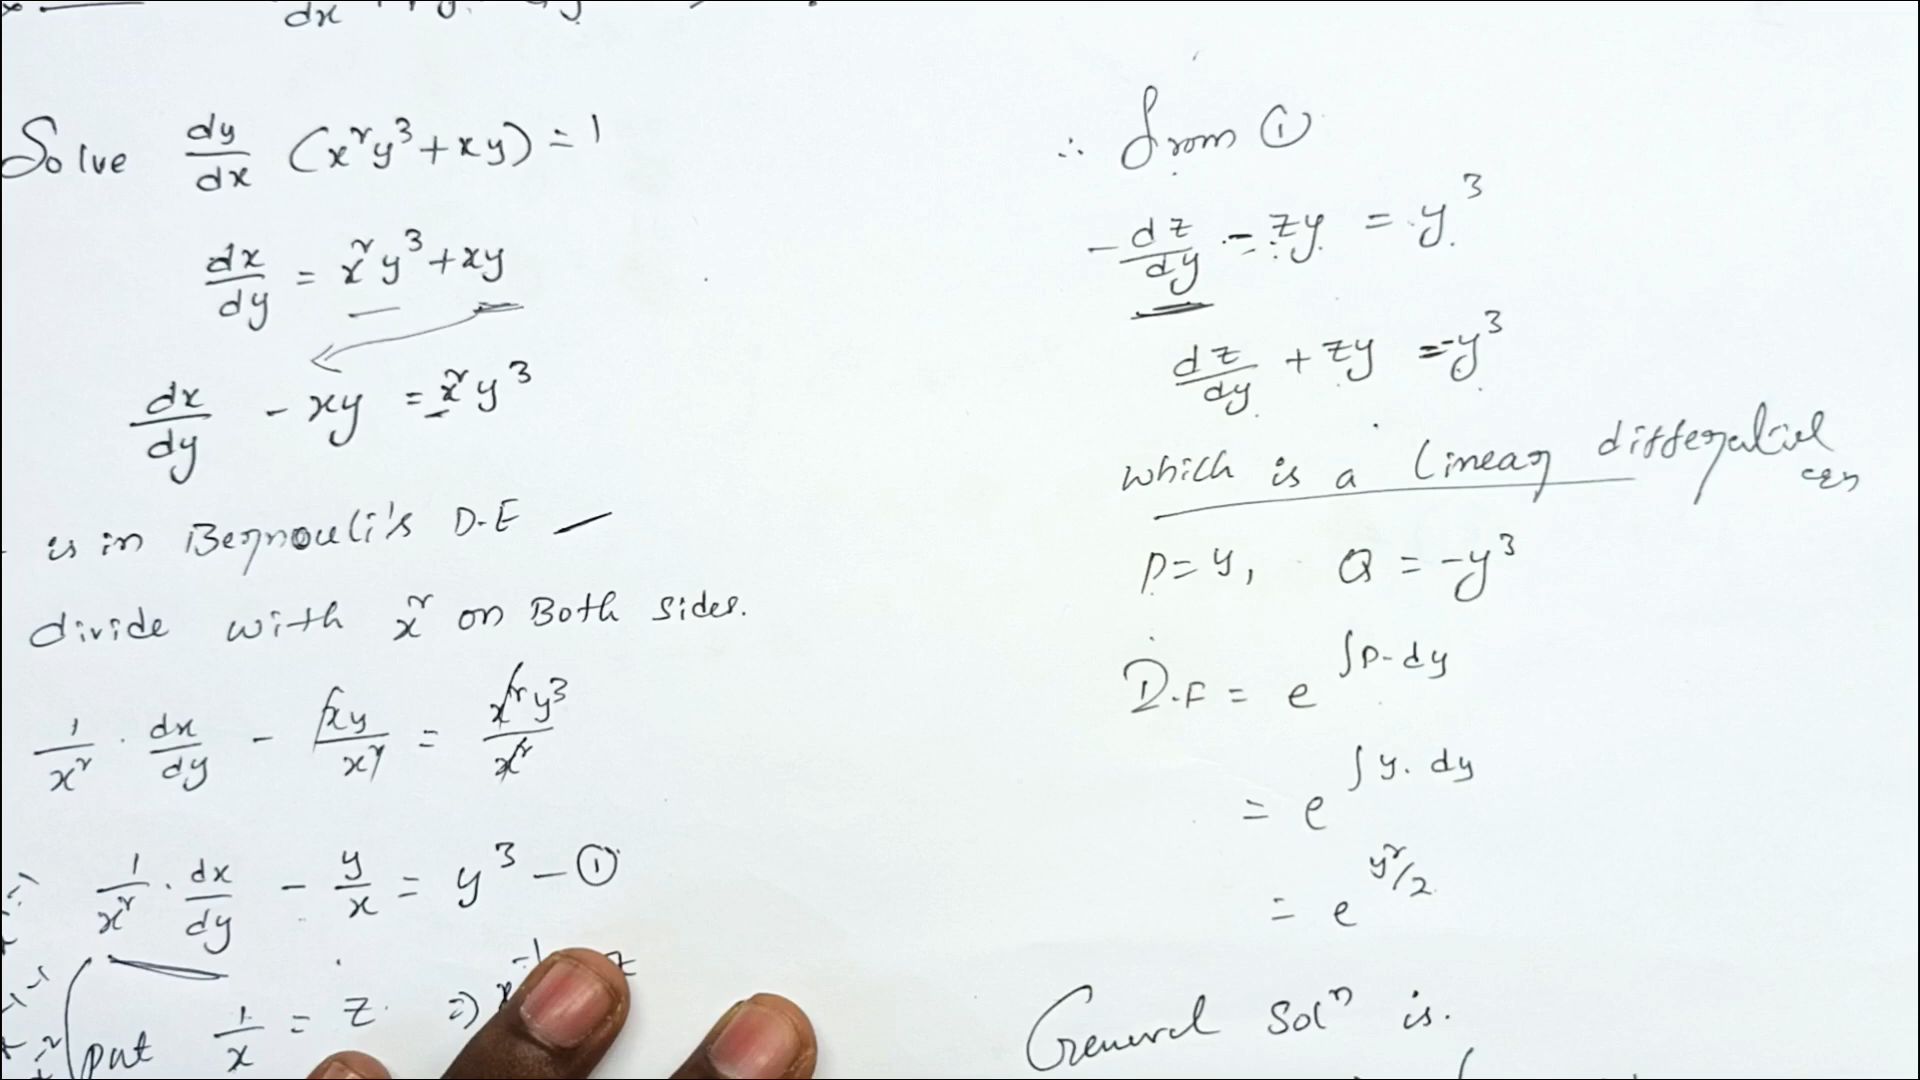 Solve dy/dx (x²y³+xy)=1
dx/dy = x²y³+xy
dx/dy - xy = x²y³
is in Bernouli's D.E
divide with x² on Both sides.
1/x² . dx/dy - xy/x² = x²y³/x²
1/x² . dx/dy - y/x = y³ - ①
put 1/x = z ⇒
∴ from ①
-dz/dy - zy = y³
dz/dy + zy = -y³
which is a linear differential eqn
P=y, Q = -y³
I.F = e^∫P.dy
= e^∫y.dy
= e^y²/2
General Solⁿ is.